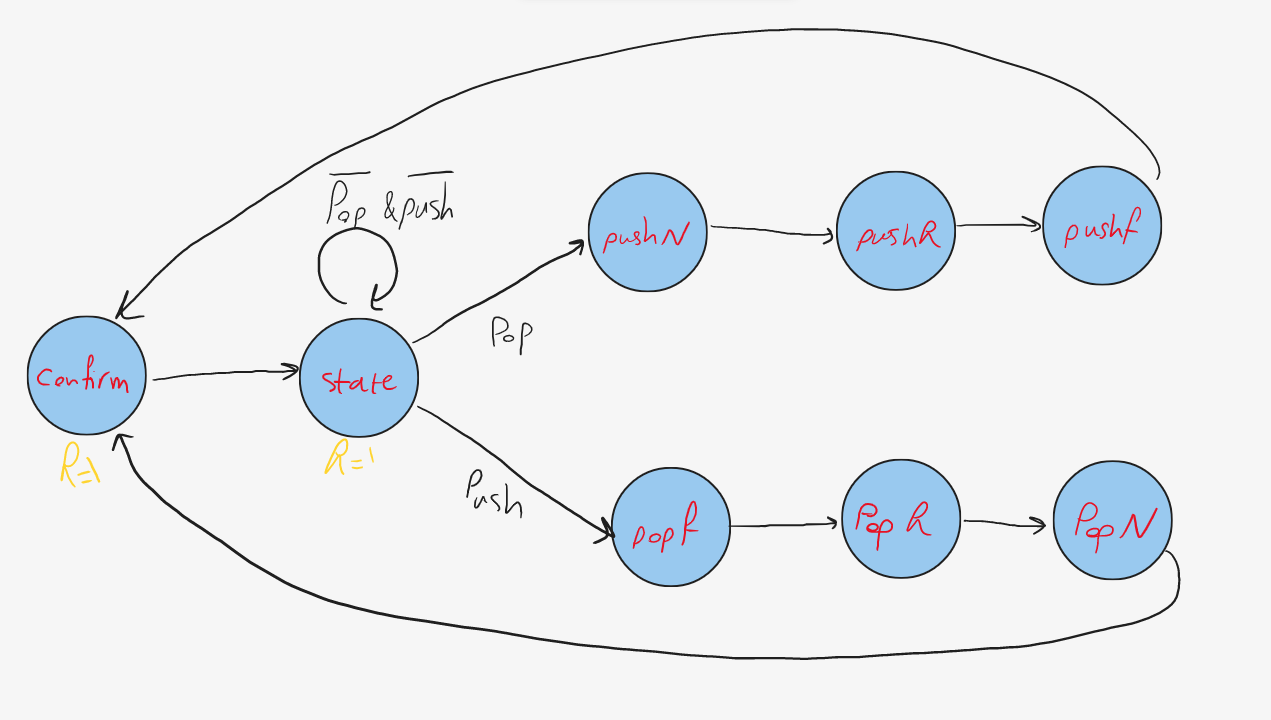 Pop & push
pushN
pushR
pushf
Pop
Confirm
state
R=1
R=1
Push
popf
Pop R
Pop N